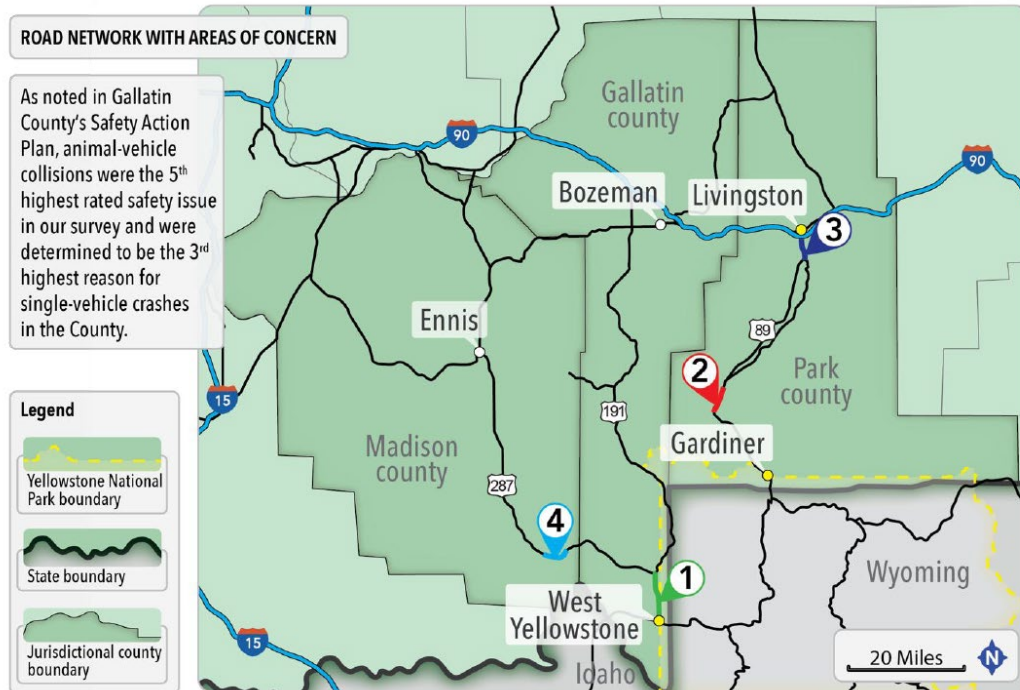 ROAD NETWORK WITH AREAS OF CONCERN
As noted in Gallatin
County's Safety Action
Plan, animal-vehicle
collisions were the 5th
highest rated safety issue
in our survey and were
determined to be the 3rd
highest reason for
single-vehicle crashes
in the County.
Legend
Yellowstone National
Park boundary
State boundary
Jurisdictional county
boundary
Gallatin
county
90
90
Bozeman
Livingston
3
Ennis
89
2
Park
county
15
191
Madison
county
Gardiner
287
4
1
Wyoming
West
Yellowstone
15
Idaho
20 Miles
N